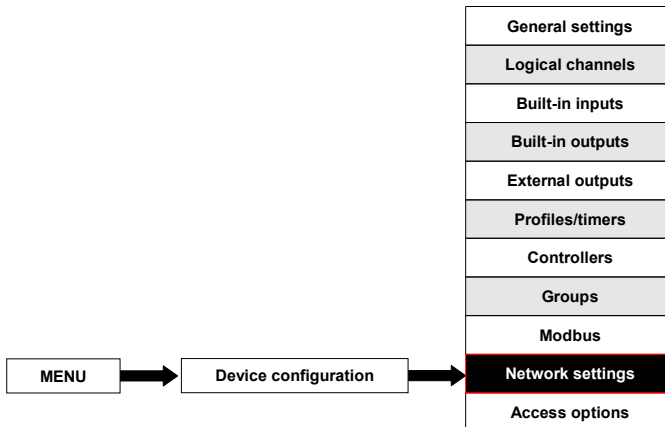 General settings
Logical channels
Built-in inputs
Built-in outputs
External outputs
Profiles/timers
Controllers
Groups
Modbus
MENU
Device configuration
Network settings
Access options